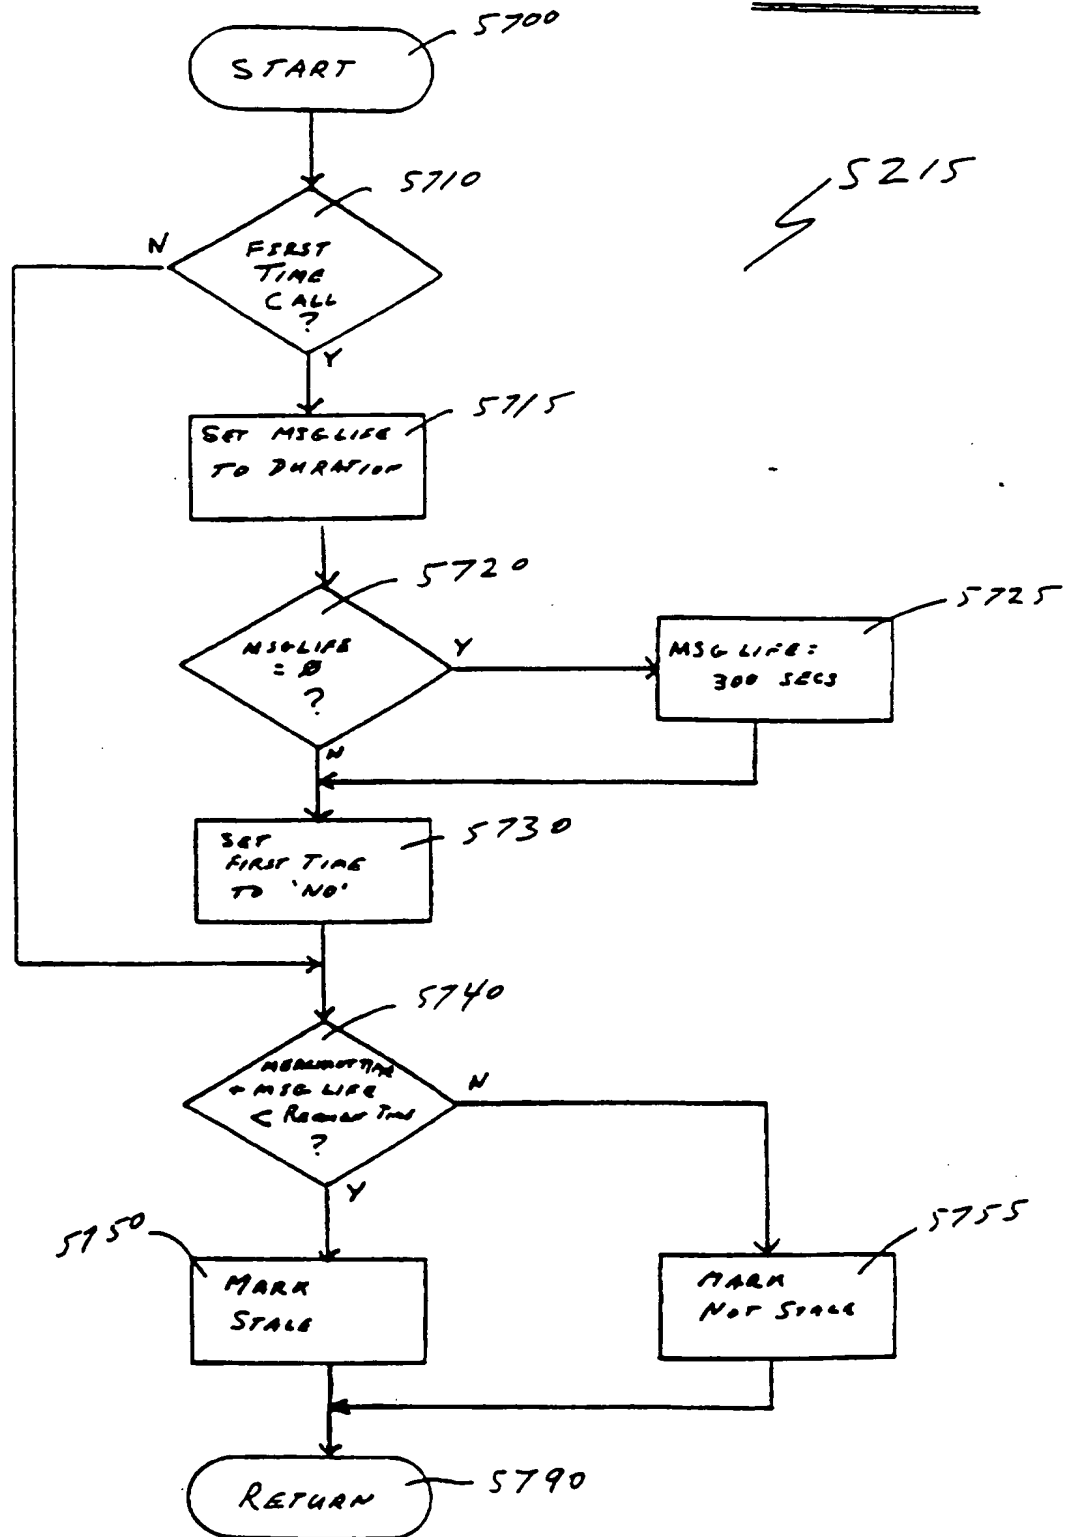 5700
START
5710
5215
N
FIRST
TIME
CALL
?
Y
5715
SET MSGLIFE
TO DURATION
5720
5725
MSGLIFE
= 0
?
Y
MSG LIFE =
300 SECS
N
5730
SET
FIRST TIME
TO 'NO'
5740
+ MSG LIFE
N
?
Y
5750
5755
MARK
STALE
MARK
NOT STALE
5790
RETURN